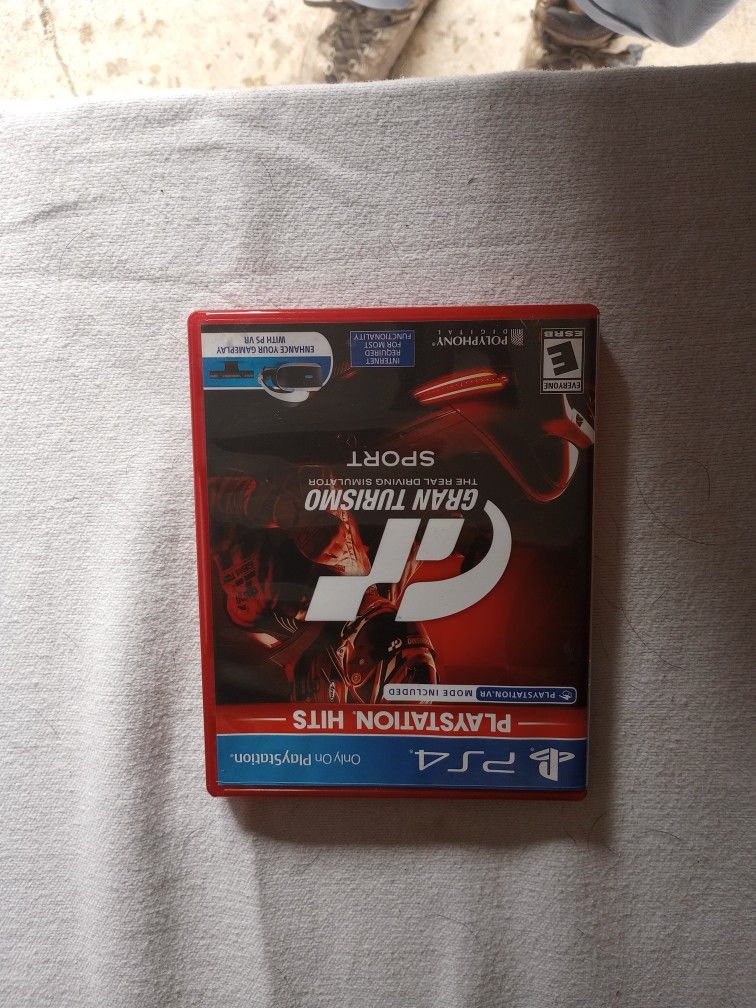 PS4
Only On PlayStation®
PLAYSTATION® HITS
PLAYSTATION®VR MODE INCLUDED
GT
GRAN TURISMO
THE REAL DRIVING SIMULATOR
SPORT
EVERYONE
E
ESRB
POLYPHONY®
DIGITAL
INTERNET
REQUIRED
FOR MOST
FUNCTIONALITY
ENHANCE YOUR GAMEPLAY
WITH PS VR